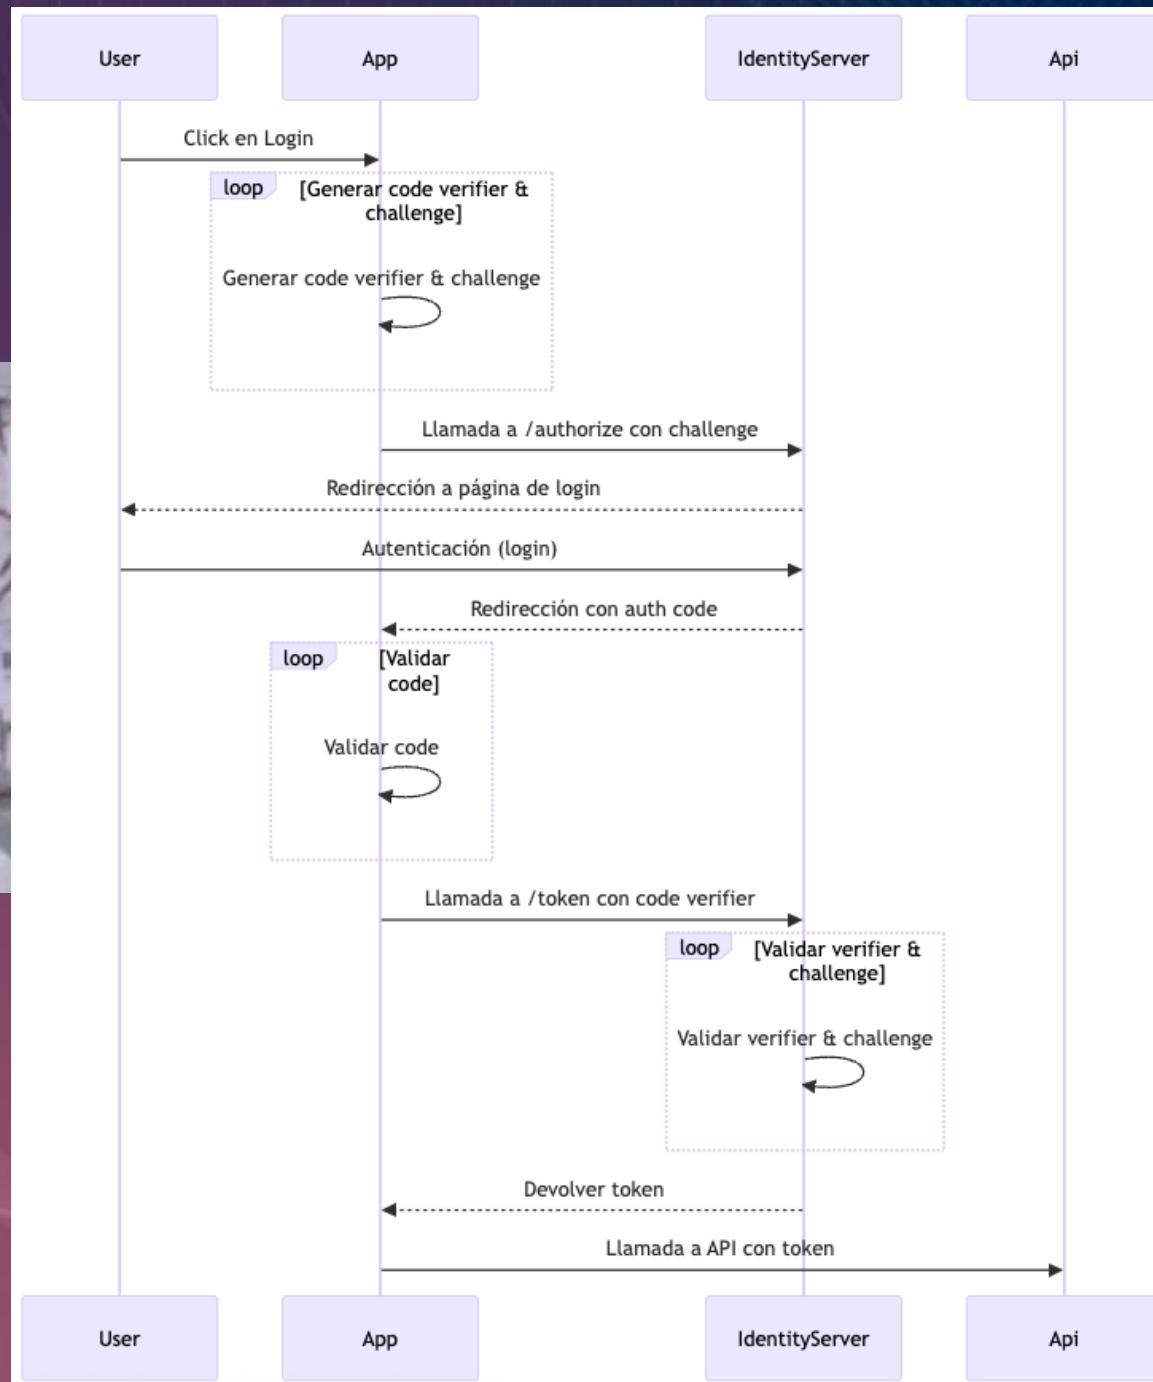 User
App
IdentityServer
Api
Click en Login
loop
[Generar code verifier &
challenge]
Generar code verifier & challenge
Llamada a /authorize con challenge
Redirección a página de login
Autenticación (login)
Redirección con auth code
loop
[Validar
code]
Validar code
Llamada a /token con code verifier
loop
[Validar verifier &
challenge]
Validar verifier & challenge
Devolver token
Llamada a API con token
User
App
IdentityServer
Api